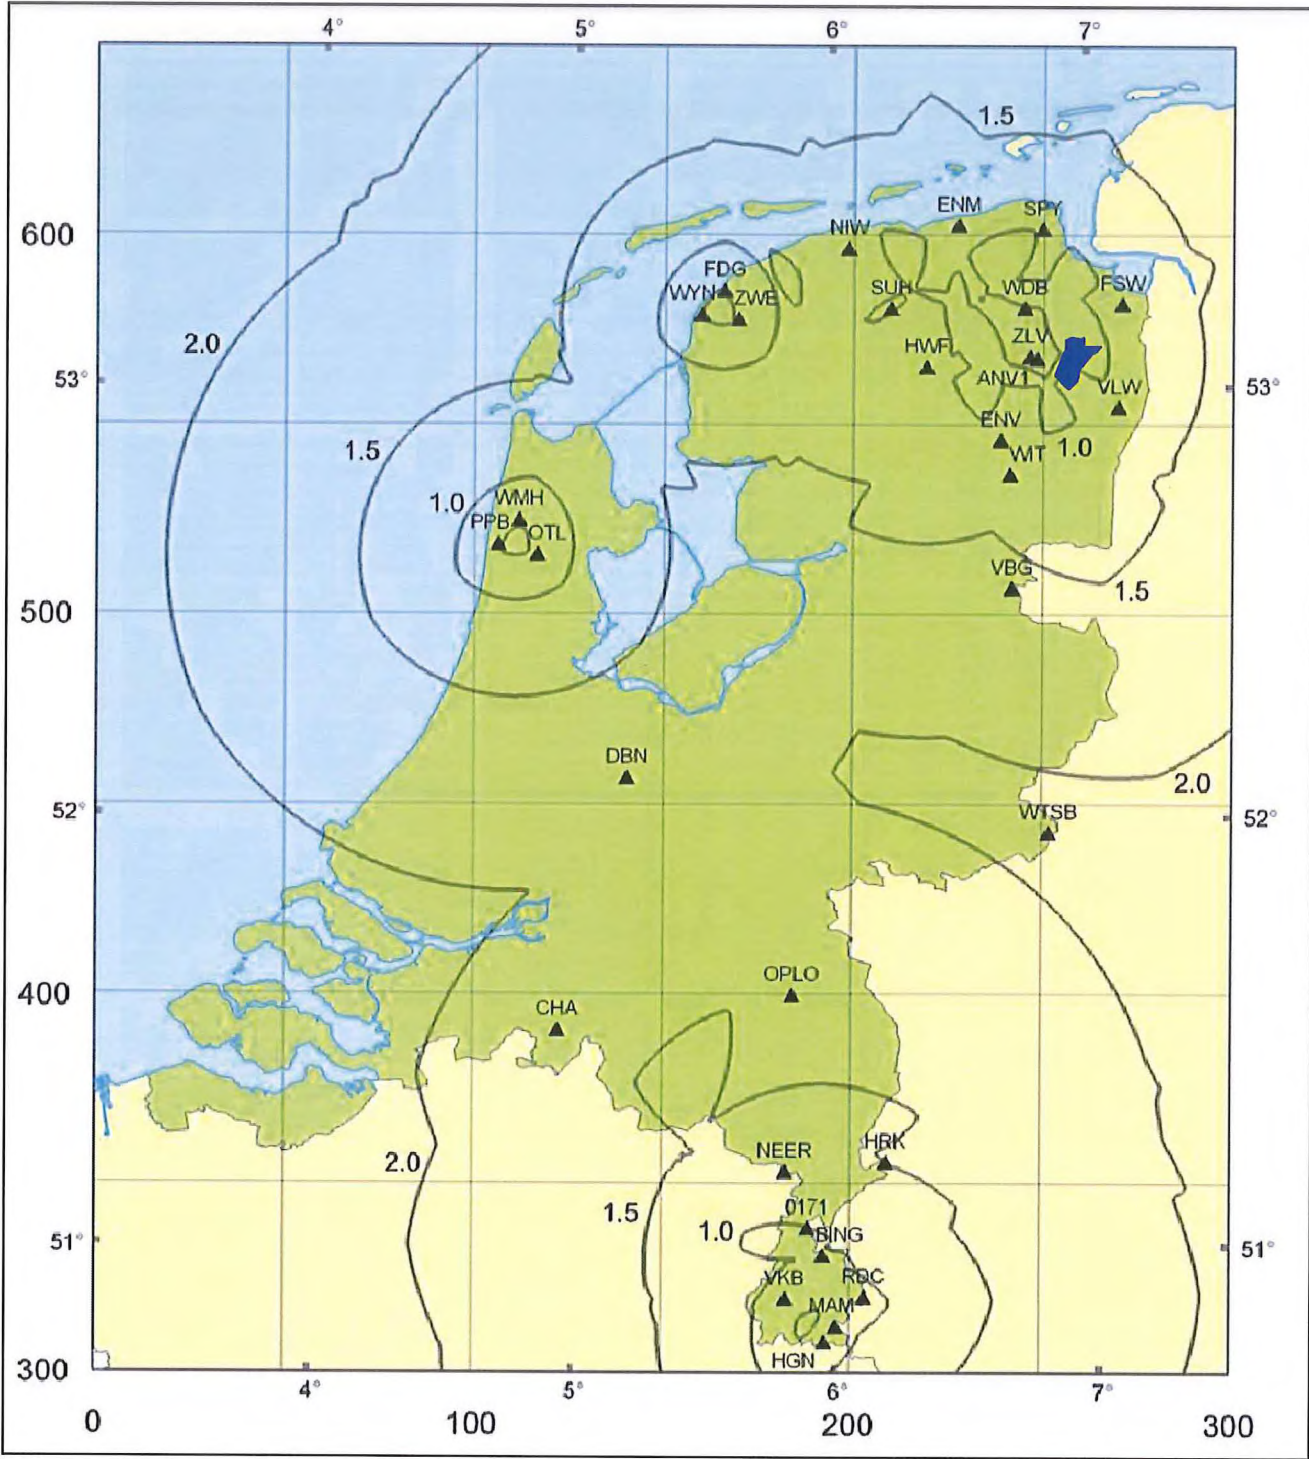 4° 5° 6° 7°
1.5
ENM SPY
600 NIW
FDG
WYN ZWE SUH WDB FSW
2.0 HWF ZLV
53° ANV1 VLW 53°
1.5 ENV 1.0
WIT
1.0 WMH
PPB OTL
VBG
500 1.5
DBN
2.0
52° WTSB 52°
OPLO
400
CHA
2.0 NEER HRK
1.5 0171
1.0 BING
51° 51°
VKB RDC
MAM
HGN
300
4° 5° 6° 7°
0 100 200 300